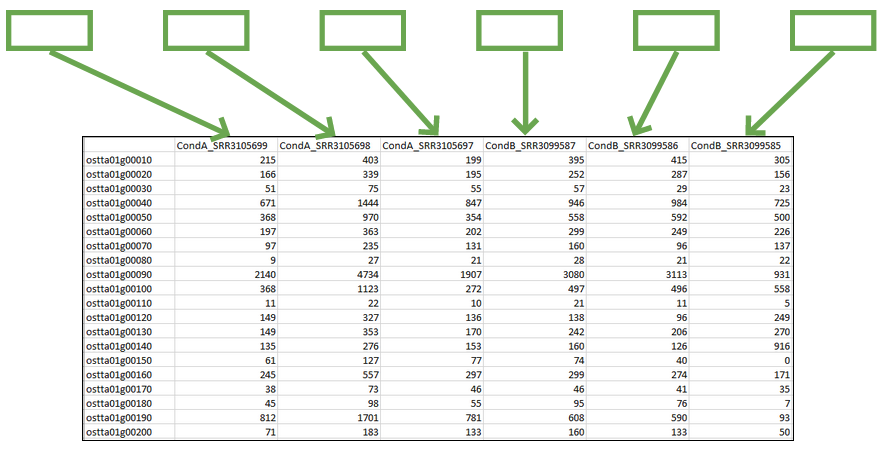 CondA_SRR3105699 CondA_SRR3105698 CondA_SRR3105697 CondB_SRR3099587 CondB_SRR3099586 CondB_SRR3099585
ostta01g00010 215 403 199 395 415 305
ostta01g00020 166 339 195 252 287 156
ostta01g00030 51 75 55 57 29 23
ostta01g00040 671 1444 847 946 984 725
ostta01g00050 368 970 354 558 592 500
ostta01g00060 197 363 202 299 249 226
ostta01g00070 97 235 131 160 96 137
ostta01g00080 9 27 21 28 21 22
ostta01g00090 2140 4734 1907 3080 3113 931
ostta01g00100 368 1123 272 497 496 558
ostta01g00110 11 22 10 21 11 5
ostta01g00120 149 327 136 138 96 249
ostta01g00130 149 353 170 242 206 270
ostta01g00140 135 276 153 160 126 916
ostta01g00150 61 127 77 74 40 0
ostta01g00160 245 557 297 299 274 171
ostta01g00170 38 73 46 46 41 35
ostta01g00180 45 98 55 95 76 7
ostta01g00190 812 1701 781 608 590 93
ostta01g00200 71 183 133 160 133 50